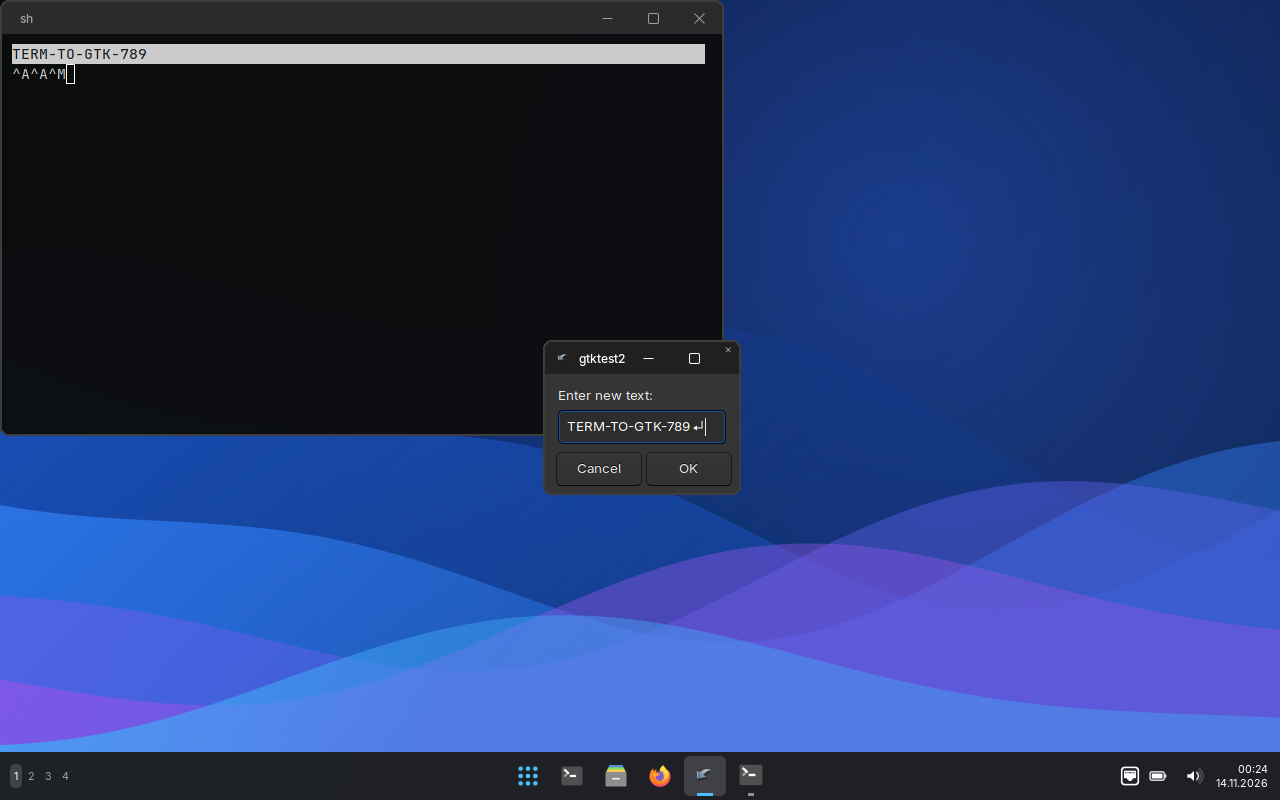 sh
TERM-TO-GTK-789
^A^A^M
gtktest2
Enter new text:
TERM-TO-GTK-789↵
Cancel OK
1 2 3 4
00:24
14.11.2026